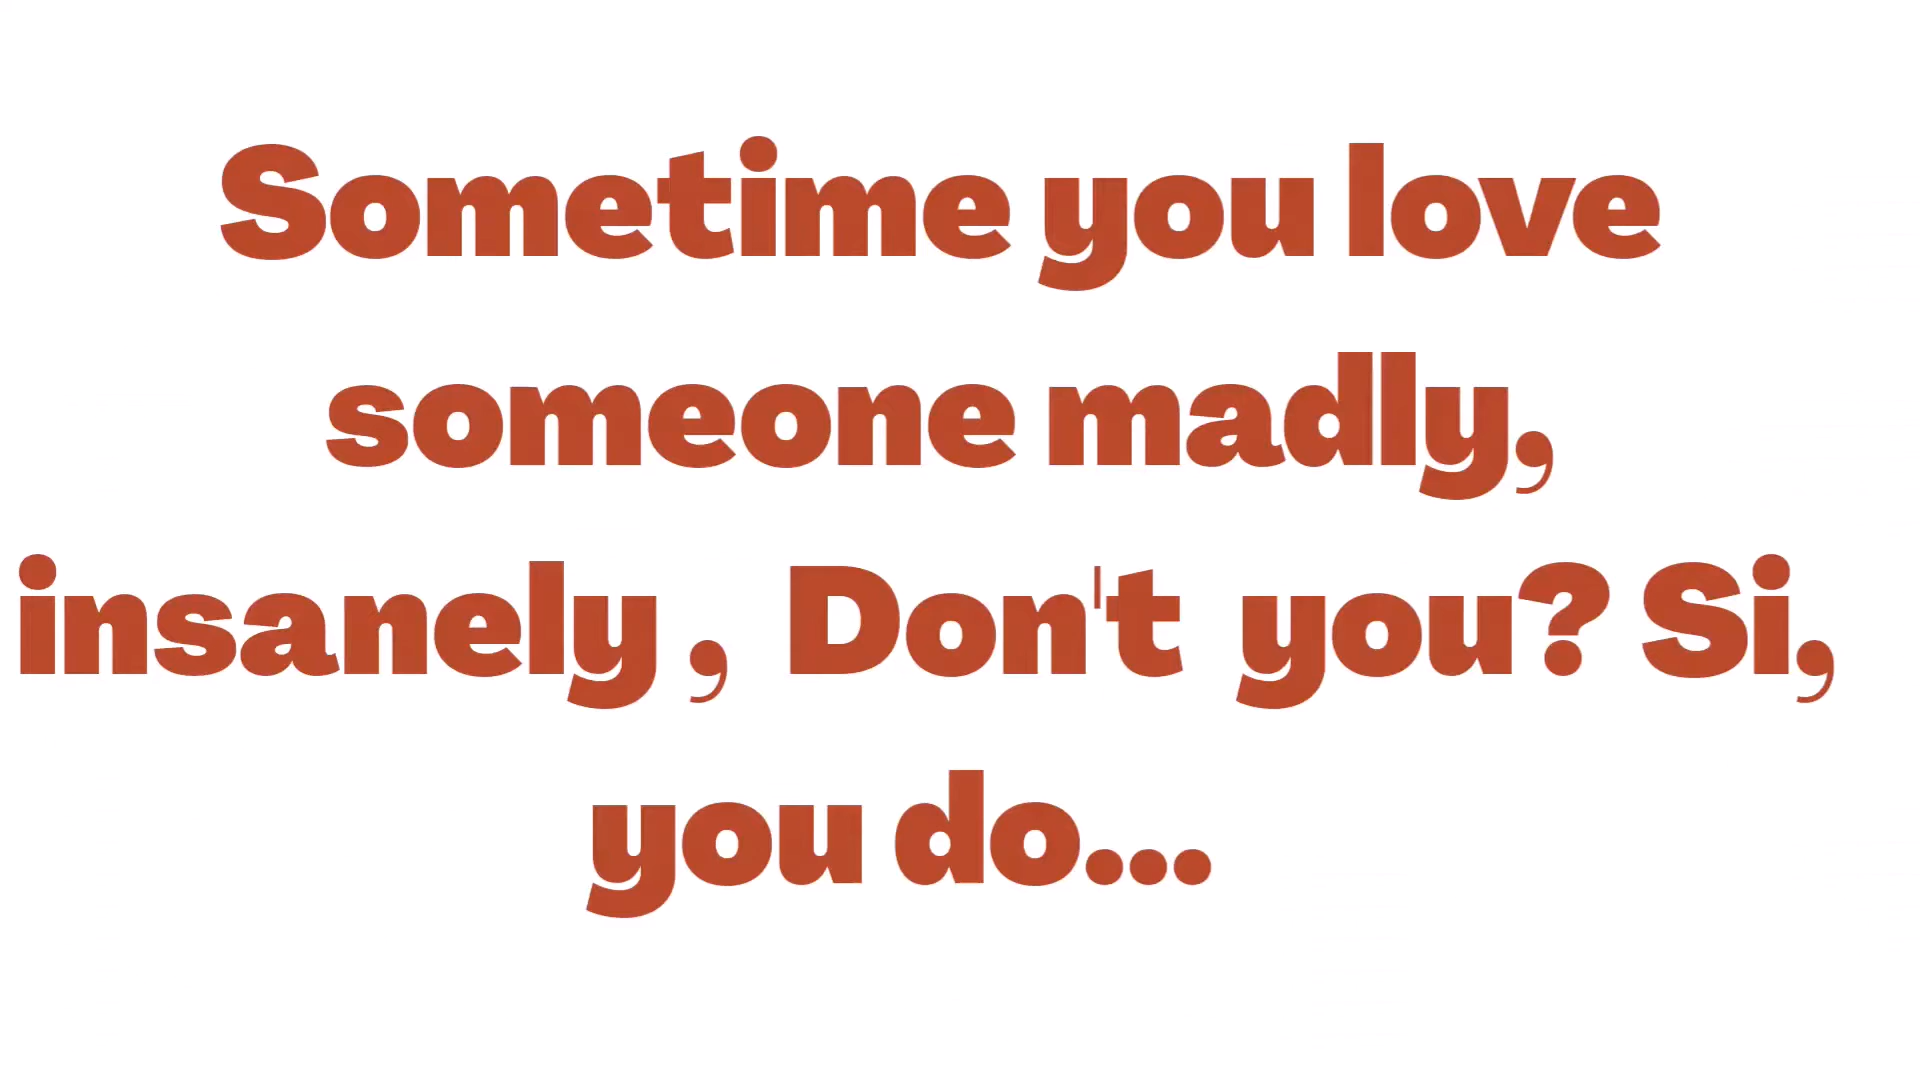 Sometime you love
someone madly,
insanely ,  Don't  you? Si,
you do...